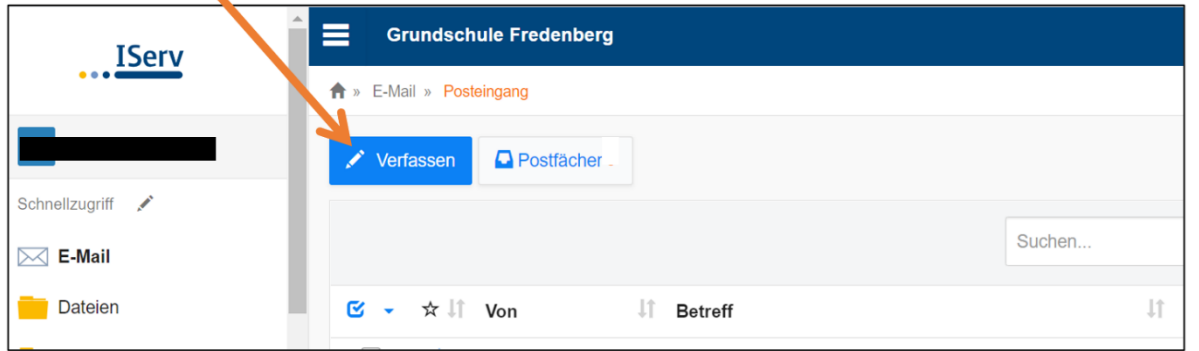 IServ
Grundschule Fredenberg
» E-Mail » Posteingang
Verfassen
Postfächer
Schnellzugriff
E-Mail
Dateien
Suchen...
Von
Betreff